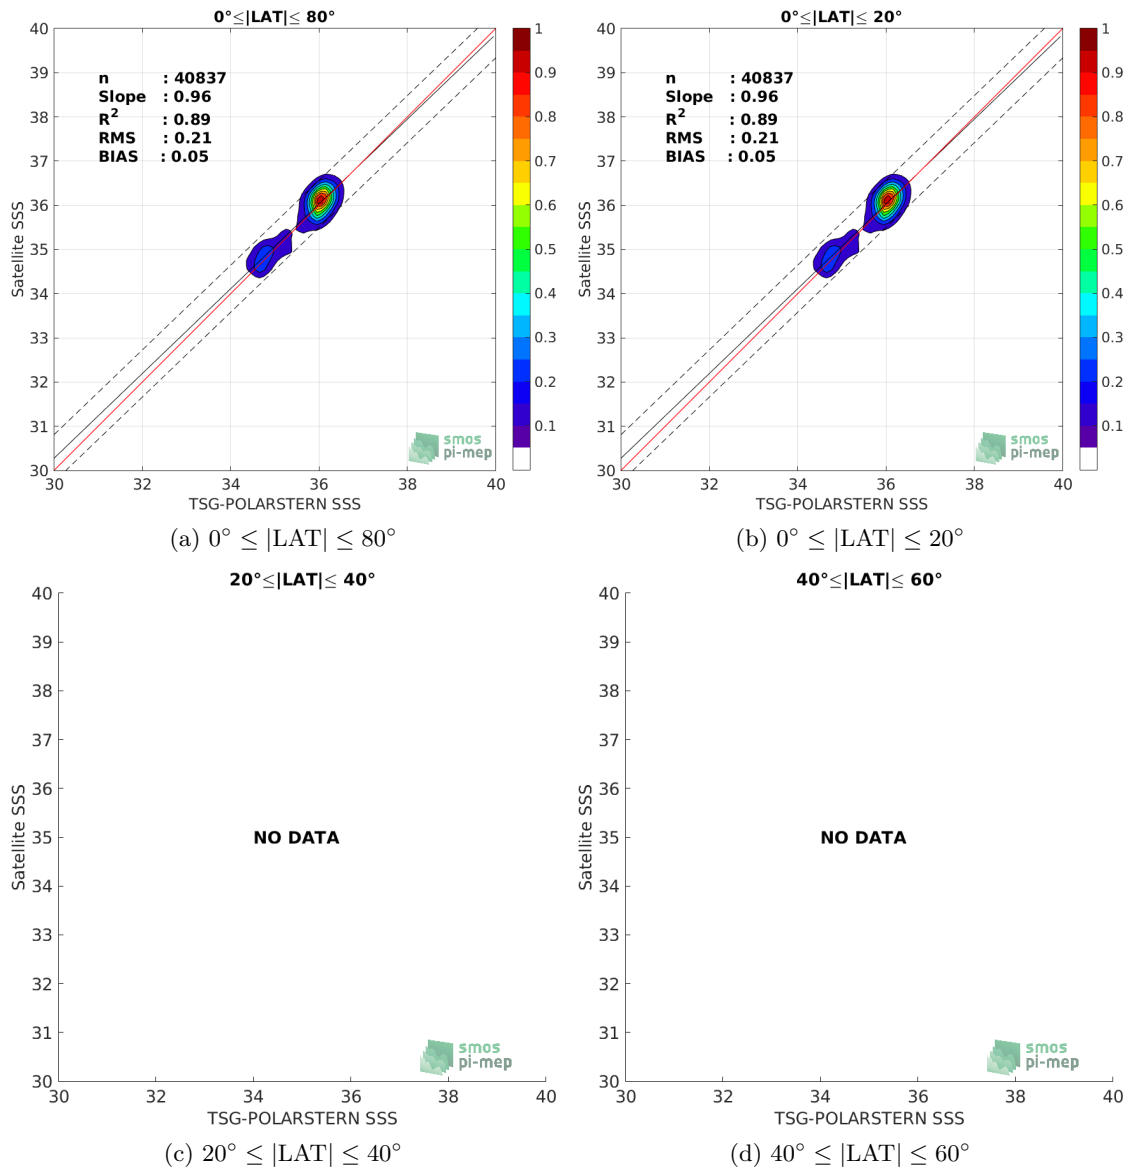 0°≤|LAT|≤ 80°
40
39
38
37
36
35
34
33
32
31
30
Satellite SSS
n : 40837
Slope : 0.96
R² : 0.89
RMS : 0.21
BIAS : 0.05
smos
pi-mep
30 32 34 36 38 40
TSG-POLARSTERN SSS
1
0.9
0.8
0.7
0.6
0.5
0.4
0.3
0.2
0.1
(a) 0° ≤ |LAT| ≤ 80°
0°≤|LAT|≤ 20°
40
39
38
37
36
35
34
33
32
31
30
Satellite SSS
n : 40837
Slope : 0.96
R² : 0.89
RMS : 0.21
BIAS : 0.05
smos
pi-mep
30 32 34 36 38 40
TSG-POLARSTERN SSS
1
0.9
0.8
0.7
0.6
0.5
0.4
0.3
0.2
0.1
(b) 0° ≤ |LAT| ≤ 20°
20°≤|LAT|≤ 40°
40
39
38
37
36
35
34
33
32
31
30
Satellite SSS
NO DATA
smos
pi-mep
30 32 34 36 38 40
TSG-POLARSTERN SSS
(c) 20° ≤ |LAT| ≤ 40°
40°≤|LAT|≤ 60°
40
39
38
37
36
35
34
33
32
31
30
Satellite SSS
NO DATA
smos
pi-mep
30 32 34 36 38 40
TSG-POLARSTERN SSS
(d) 40° ≤ |LAT| ≤ 60°